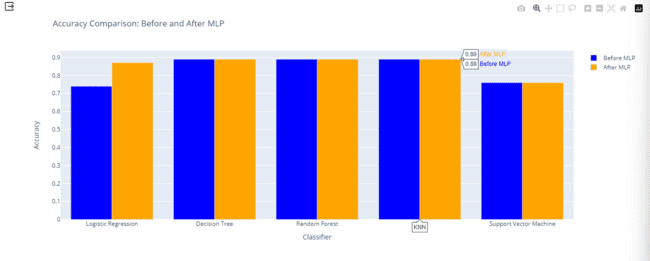 Accuracy Comparison: Before and After MLP
0.89 After MLP
0.89 Before MLP
Before MLP
After MLP
0.9
0.8
0.7
0.6
0.5
0.4
0.3
0.2
0.1
0
Accuracy
Logistic Regression Decision Tree Random Forest KNN Support Vector Machine
Classifier